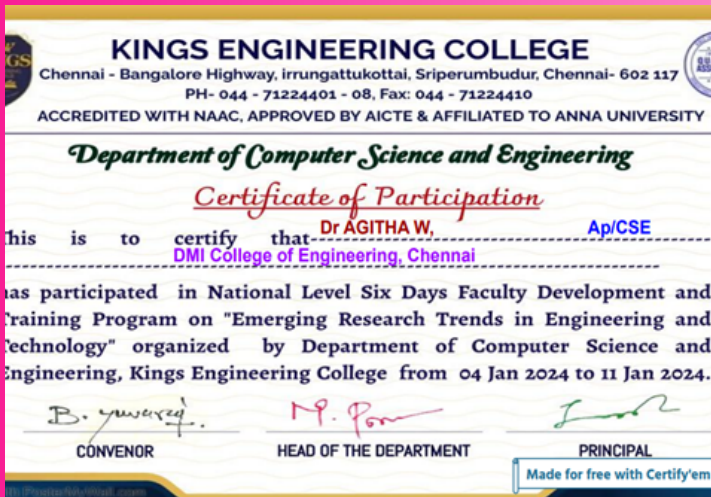 KINGS ENGINEERING COLLEGE
Chennai - Bangalore Highway, irrungattukottai, Sriperumbudur, Chennai- 602 117
PH- 044 - 71224401 - 08, Fax: 044 - 71224410
ACCREDITED WITH NAAC, APPROVED BY AICTE & AFFILIATED TO ANNA UNIVERSITY
Department of Computer Science and Engineering
Certificate of Participation
This is to certify that Dr AGITHA W, Ap/CSE
DMI College of Engineering, Chennai
has participated in National Level Six Days Faculty Development and
Training Program on "Emerging Research Trends in Engineering and
Technology" organized by Department of Computer Science and
Engineering, Kings Engineering College from 04 Jan 2024 to 11 Jan 2024.
CONVENOR HEAD OF THE DEPARTMENT PRINCIPAL
Made for free with Certify'em